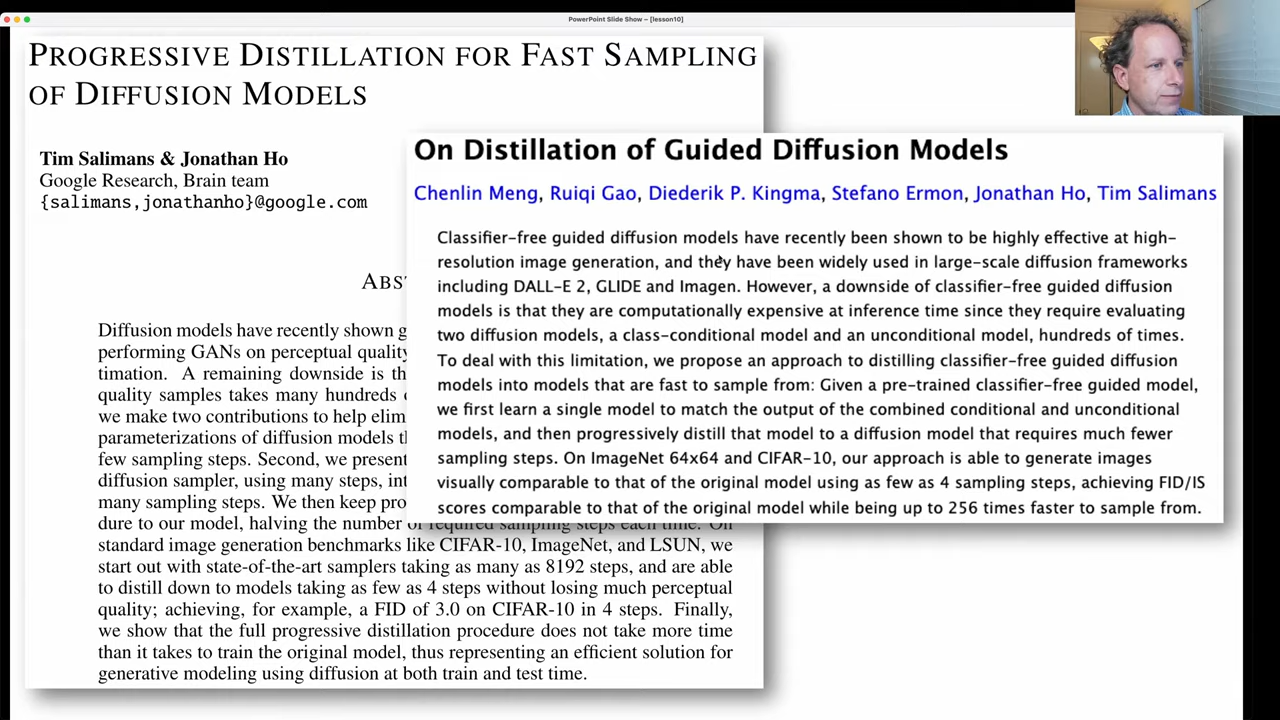 PowerPoint Slide Show – [lesson10]
PROGRESSIVE DISTILLATION FOR FAST SAMPLING
OF DIFFUSION MODELS
Tim Salimans & Jonathan Ho
Google Research, Brain team
{salimans,jonathanho}@google.com
ABS
Diffusion models have recently shown g
performing GANs on perceptual quality
timation. A remaining downside is th
quality samples takes many hundreds
we make two contributions to help elim
parameterizations of diffusion models t
few sampling steps. Second, we present
diffusion sampler, using many steps, int
many sampling steps. We then keep pro
dure to our model, halving the number of required sampling steps each time. On
standard image generation benchmarks like CIFAR-10, ImageNet, and LSUN, we
start out with state-of-the-art samplers taking as many as 8192 steps, and are able
to distill down to models taking as few as 4 steps without losing much perceptual
quality; achieving, for example, a FID of 3.0 on CIFAR-10 in 4 steps. Finally,
we show that the full progressive distillation procedure does not take more time
than it takes to train the original model, thus representing an efficient solution for
generative modeling using diffusion at both train and test time.
On Distillation of Guided Diffusion Models
Chenlin Meng, Ruiqi Gao, Diederik P. Kingma, Stefano Ermon, Jonathan Ho, Tim Salimans
Classifier-free guided diffusion models have recently been shown to be highly effective at high-
resolution image generation, and they have been widely used in large-scale diffusion frameworks
including DALL-E 2, GLIDE and Imagen. However, a downside of classifier-free guided diffusion
models is that they are computationally expensive at inference time since they require evaluating
two diffusion models, a class-conditional model and an unconditional model, hundreds of times.
To deal with this limitation, we propose an approach to distilling classifier-free guided diffusion
models into models that are fast to sample from: Given a pre-trained classifier-free guided model,
we first learn a single model to match the output of the combined conditional and unconditional
models, and then progressively distill that model to a diffusion model that requires much fewer
sampling steps. On ImageNet 64x64 and CIFAR-10, our approach is able to generate images
visually comparable to that of the original model using as few as 4 sampling steps, achieving FID/IS
scores comparable to that of the original model while being up to 256 times faster to sample from.